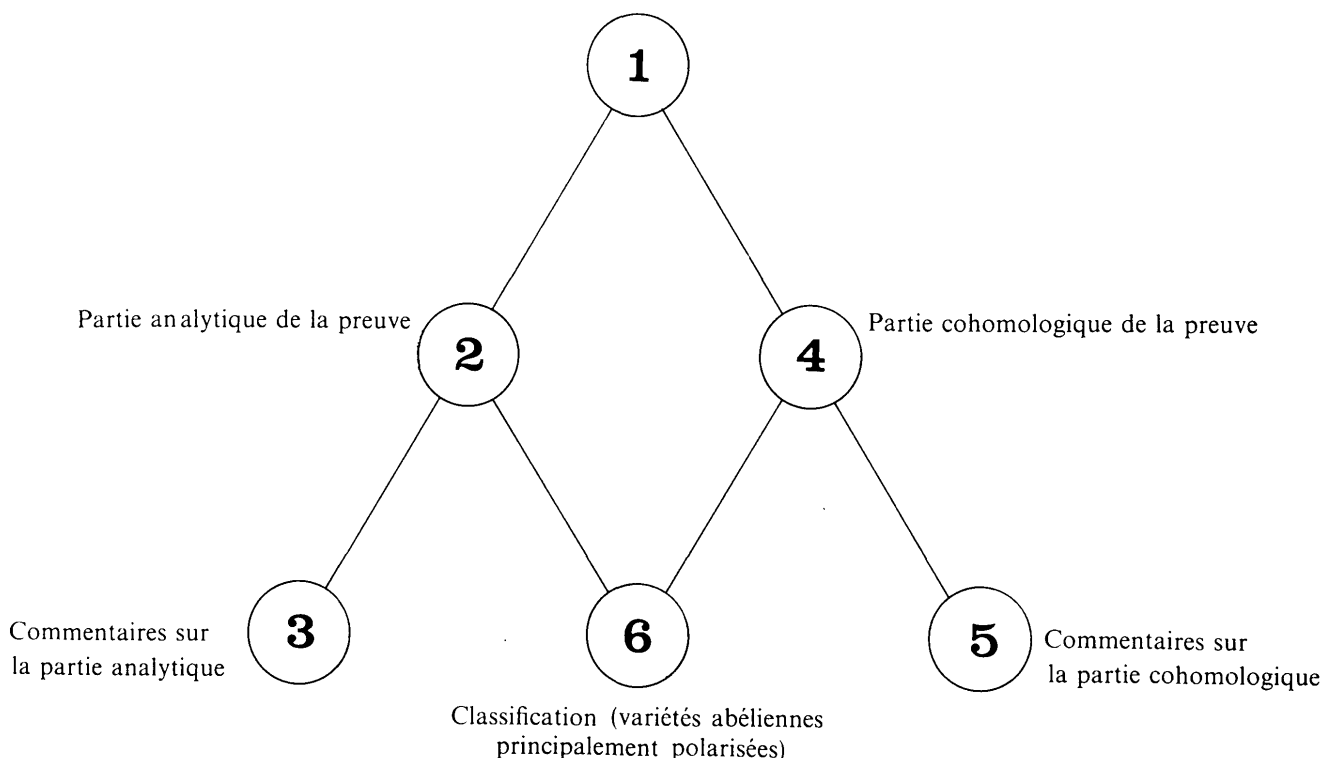 1
Partie analytique de la preuve
2
4
Partie cohomologique de la preuve
Commentaires sur
la partie analytique
3
6
5
Commentaires sur
la partie cohomologique
Classification (variétés abéliennes
principalement polarisées)